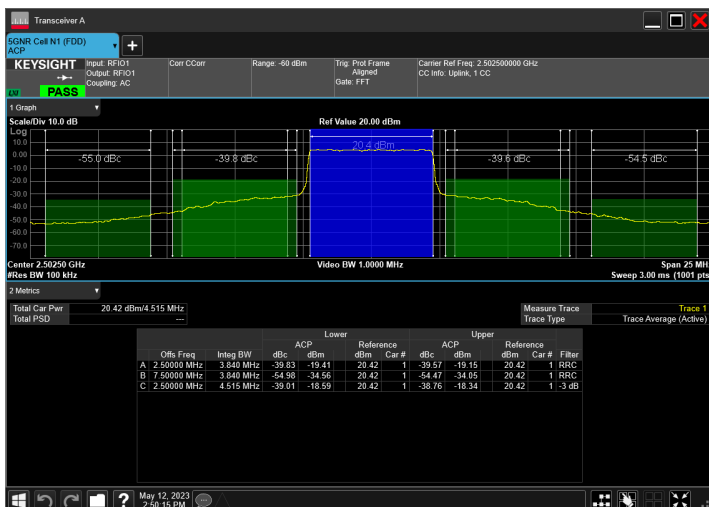 Transceiver A
5GNR Cell N1 (FDD)
ACP
KEYSIGHT
LXI
PASS
Input: RFIO1
Output: RFIO1
Coupling: AC
Corr CCorr
Range: -60 dBm
Trig: Prot Frame
Aligned
Gate: FFT
Carrier Ref Freq: 2.502500000 GHz
CC Info: Uplink, 1 CC
1 Graph
Scale/Div 10.0 dB
Ref Value 20.00 dBm
Log
10.0
0.00
-10.0
-20.0
-30.0
-40.0
-50.0
-60.0
-70.0
-55.0 dBc
-39.8 dBc
20.4 dBm
-39.6 dBc
-54.5 dBc
Center 2.50250 GHz
#Res BW 100 kHz
Video BW 1.0000 MHz
Span 25 MH
Sweep 3.00 ms (1001 pts
2 Metrics
Total Car Pwr 20.42 dBm/4.515 MHz
Total PSD ---
Measure Trace Trace 1
Trace Type Trace Average (Active)
Lower Upper
ACP Reference ACP Reference
Offs Freq Integ BW dBc dBm dBm Car # dBc dBm dBm Car # Filter
A 2.50000 MHz 3.840 MHz -39.83 -19.41 20.42 1 -39.57 -19.15 20.42 1 RRC
B 7.50000 MHz 3.840 MHz -54.98 -34.56 20.42 1 -54.47 -34.05 20.42 1 RRC
C 2.50000 MHz 4.515 MHz -39.01 -18.59 20.42 1 -38.76 -18.34 20.42 1 -3 dB
May 12, 2023
2:50:15 PM